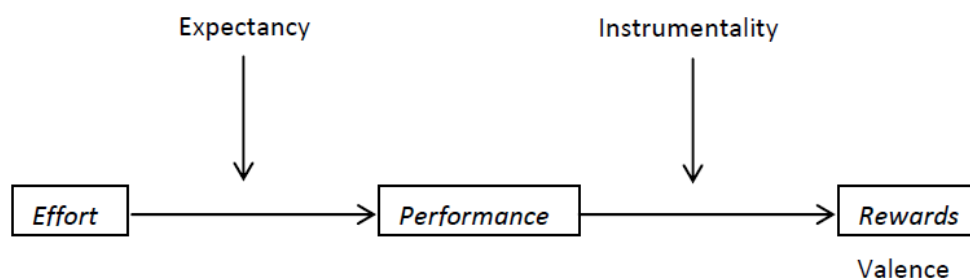 Expectancy Instrumentality
Effort Performance Rewards
Valence